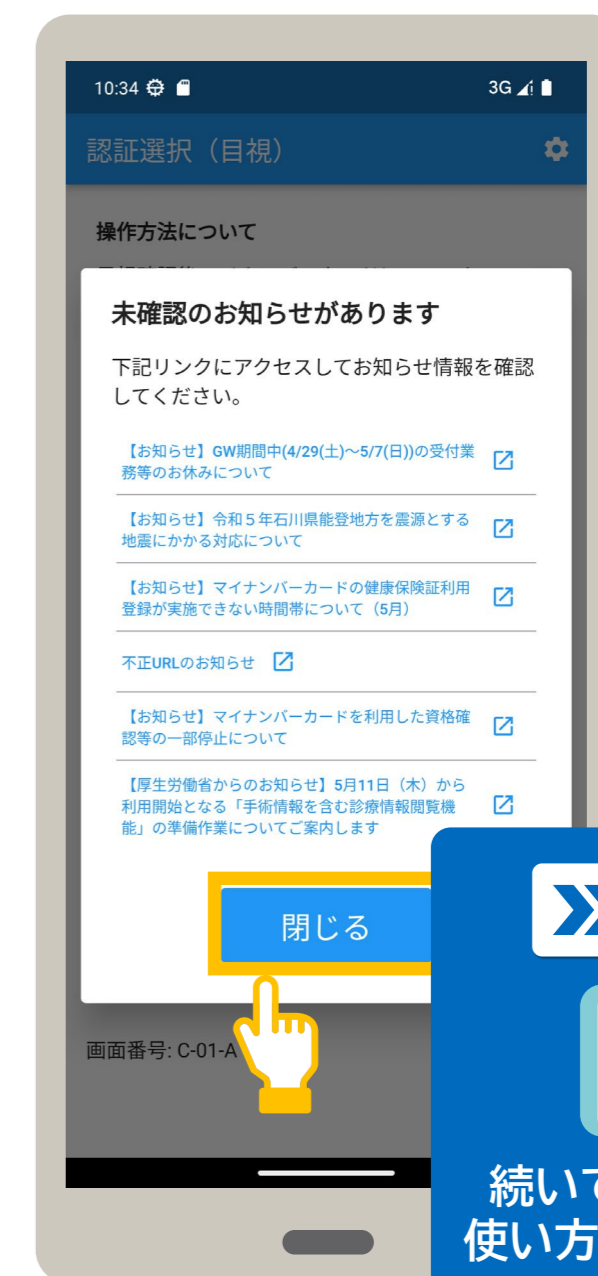 10:34
3G
認証選択（目視）
操作方法について
未確認のお知らせがあります
下記リンクにアクセスしてお知らせ情報を確認
してください。
【お知らせ】GW期間中(4/29(土)～5/7(日))の受付業
務等のお休みについて
【お知らせ】令和５年石川県能登地方を震源とする
地震にかかる対応について
【お知らせ】マイナンバーカードの健康保険証利用
登録が実施できない時間帯について（5月）
不正URLのお知らせ
【お知らせ】マイナンバーカードを利用した資格確
認等の一部停止について
【厚生労働省からのお知らせ】5月11日（木）から
利用開始となる「手術情報を含む診療情報閲覧機
能」の準備作業についてご案内します
閉じる
画面番号: C-01-A
続いて
使い方